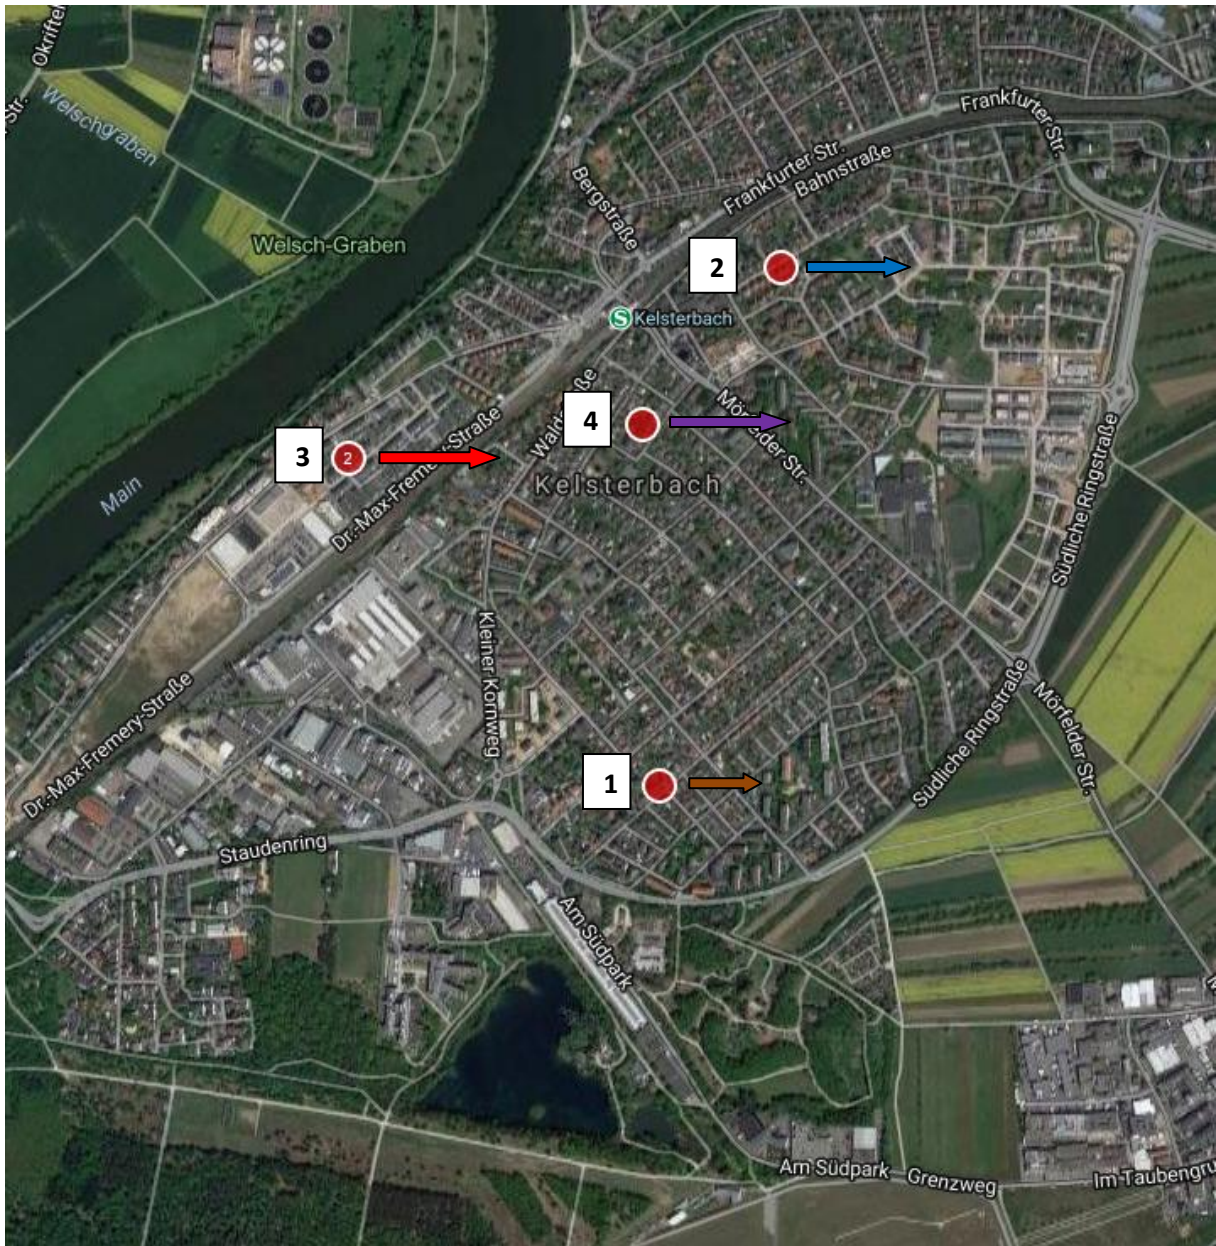 Okrifter
Str.
Welschgraben
Frankfurter Str.
Frankfurter Str.
Bahnstraße
Bergstraße
Welsch-Graben
2
S Kelsterbach
Mörfelder Str.
4
3
2
Kelsterbach
Main
Dr.-Max-Fremery-Straße
Südliche Ringstraße
Kleiner Kornweg
Dr.-Max-Fremery-Straße
Mörfelder Str.
Südliche Ringstraße
1
Staudenring
Am Südpark
Am Südpark
Grenzweg
Im Taubengru